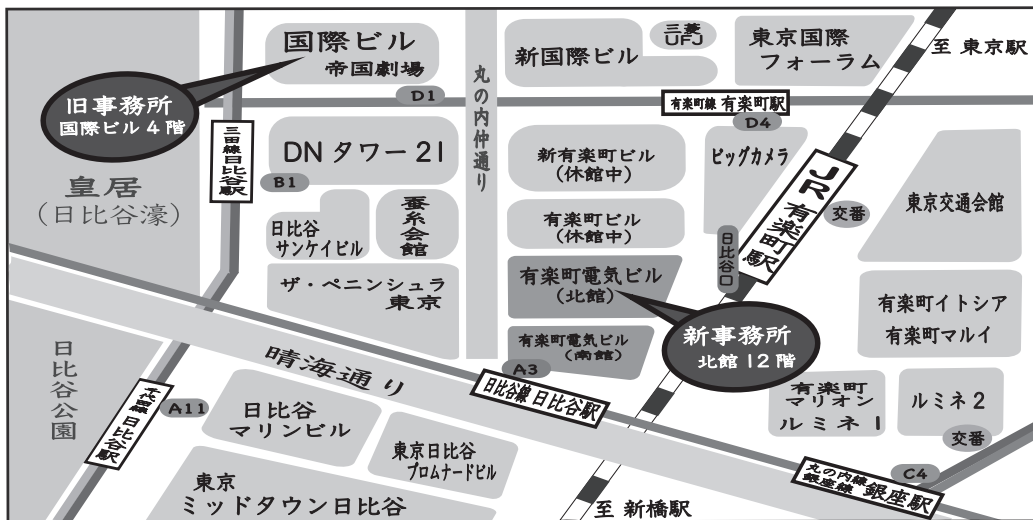 国際ビル
帝国劇場
新国際ビル
三菱
UFJ
東京国際
フォーラム
至 東京駅
旧事務所
国際ビル4階
D1
丸の内仲通り
有楽町線 有楽町駅
D4
三田線日比谷駅
DNタワー21
B1
皇居
(日比谷濠)
日比谷
サンケイビル
蚕糸会館
新有楽町ビル
(休館中)
有楽町ビル
(休館中)
ビッグカメラ
JR有楽町駅
交番
東京交通会館
日比谷口
ザ・ペニンシュラ
東京
有楽町電気ビル
(北館)
新事務所
北館12階
有楽町イトシア
有楽町マルイ
有楽町電気ビル
(南館)
A3
日比谷公園
晴海通り
日比谷線 日比谷駅
千代田線 日比谷駅
A11
日比谷
マリンビル
東京日比谷
プロムナードビル
有楽町
マリオン
ルミネ1
ルミネ2
交番
C4
丸の内線
銀座線
銀座駅
東京
ミッドタウン日比谷
至 新橋駅